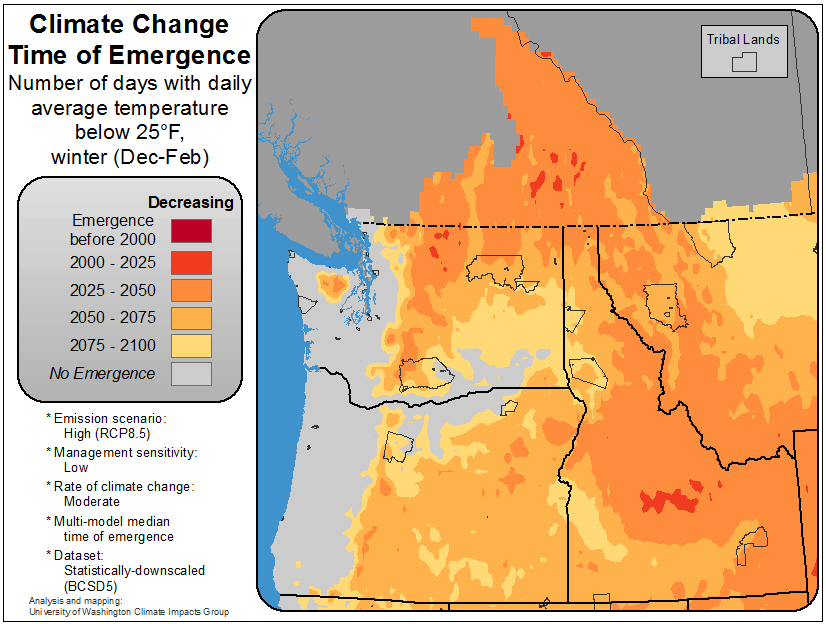 Climate Change
Time of Emergence
Number of days with daily
average temperature
below 25°F,
winter (Dec-Feb)
Decreasing
Emergence
before 2000
2000 - 2025
2025 - 2050
2050 - 2075
2075 - 2100
No Emergence
* Emission scenario:
High (RCP8.5)
* Management sensitivity:
Low
* Rate of climate change:
Moderate
* Multi-model median
time of emergence
* Dataset:
Statistically-downscaled
(BCSD5)
Analysis and mapping:
University of Washington Climate Impacts Group
Tribal Lands